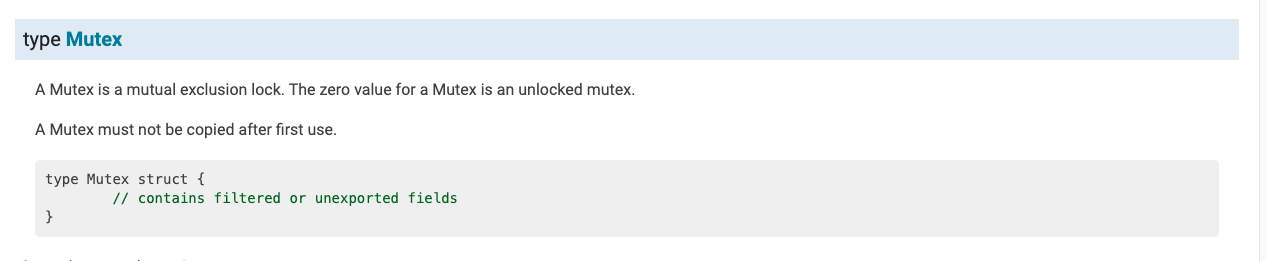 type Mutex
A Mutex is a mutual exclusion lock. The zero value for a Mutex is an unlocked mutex.
A Mutex must not be copied after first use.
type Mutex struct {
// contains filtered or unexported fields
}